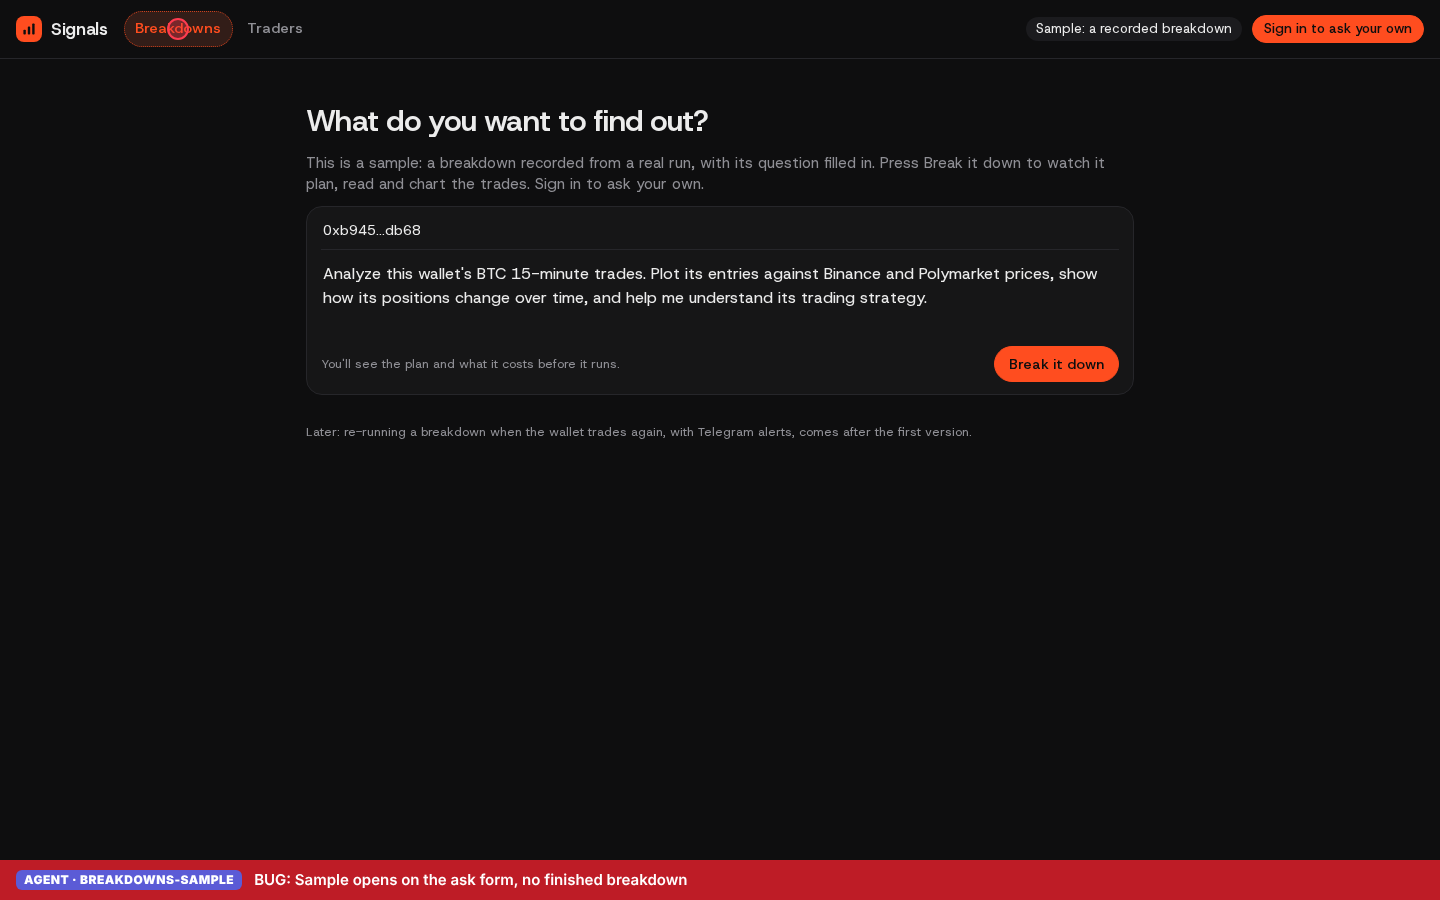 Signals
Breakdowns
Traders
Sample: a recorded breakdown
Sign in to ask your own
What do you want to find out?
This is a sample: a breakdown recorded from a real run, with its question filled in. Press Break it down to watch it
plan, read and chart the trades. Sign in to ask your own.
0xb945…db68
Analyze this wallet's BTC 15-minute trades. Plot its entries against Binance and Polymarket prices, show
how its positions change over time, and help me understand its trading strategy.
You'll see the plan and what it costs before it runs.
Break it down
Later: re-running a breakdown when the wallet trades again, with Telegram alerts, comes after the first version.
AGENT · BREAKDOWNS-SAMPLE
BUG: Sample opens on the ask form, no finished breakdown